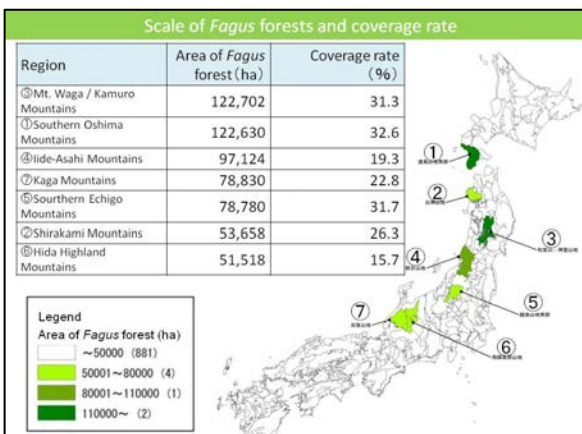 Scale of Fagus forests and coverage rate
Region
Area of Fagus
forest(ha)
Coverage rate
(%)
③Mt. Waga / Kamuro
Mountains
122,702
31.3
①Southern Oshima
Mountains
122,630
32.6
④Iide-Asahi Mountains
97,124
19.3
⑦Kaga Mountains
78,830
22.8
⑤Sourthern Echigo
Mountains
78,780
31.7
②Shirakami Mountains
53,658
26.3
⑥Hida Highland
Mountains
51,518
15.7
Legend
Area of Fagus forest (ha)
～50000 (881)
50001～80000 (4)
80001～110000 (1)
110000～ (2)
①
②
白神山地
③
④
⑤
⑥
⑦